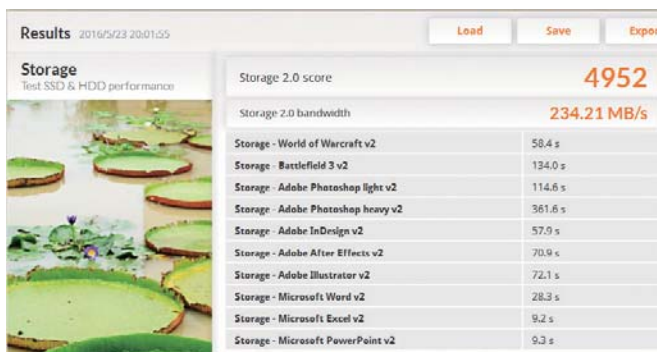 Results 2016/5/23 20:01:55
Load Save Expor
Storage
Test SSD & HDD performance
Storage 2.0 score 4952
Storage 2.0 bandwidth 234.21 MB/s
Storage - World of Warcraft v2 58.4 s
Storage - Battlefield 3 v2 134.0 s
Storage - Adobe Photoshop light v2 114.6 s
Storage - Adobe Photoshop heavy v2 361.6 s
Storage - Adobe InDesign v2 57.9 s
Storage - Adobe After Effects v2 70.9 s
Storage - Adobe Illustrator v2 72.1 s
Storage - Microsoft Word v2 28.3 s
Storage - Microsoft Excel v2 9.2 s
Storage - Microsoft PowerPoint v2 9.3 s